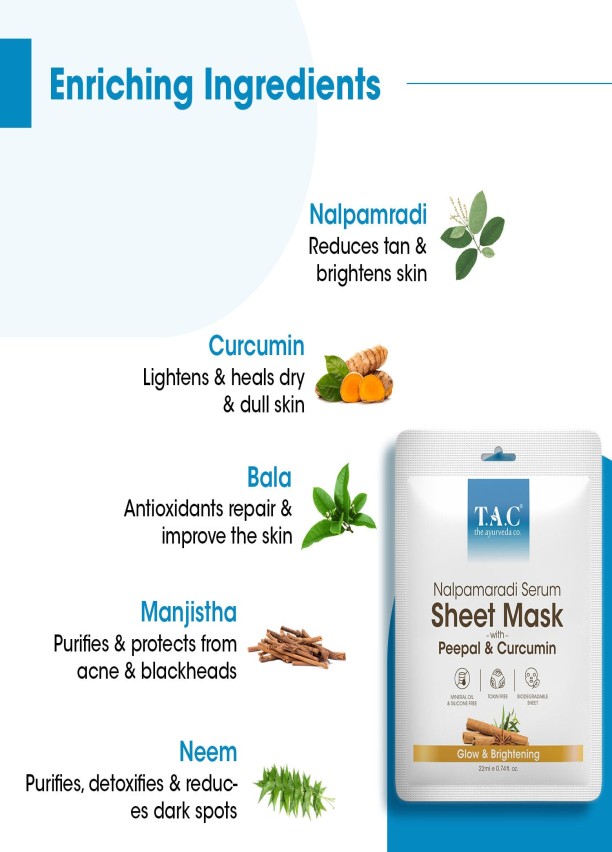 Enriching Ingredients
Nalpamradi
Reduces tan &
brightens skin
Curcumin
Lightens & heals dry
& dull skin
Bala
Antioxidants repair &
improve the skin
Manjistha
Purifies & protects from
acne & blackheads
Neem
Purifies, detoxifies & reduc-
es dark spots
T.A.C
the ayurveda co.
Nalpamaradi Serum
Sheet Mask
-with-
Peepal & Curcumin
MINERAL OIL
& SILICONE FREE
TOXIN FREE
BIODEGRADABLE
SHEET
Glow & Brightening
22ml e 0.74fl. oz.